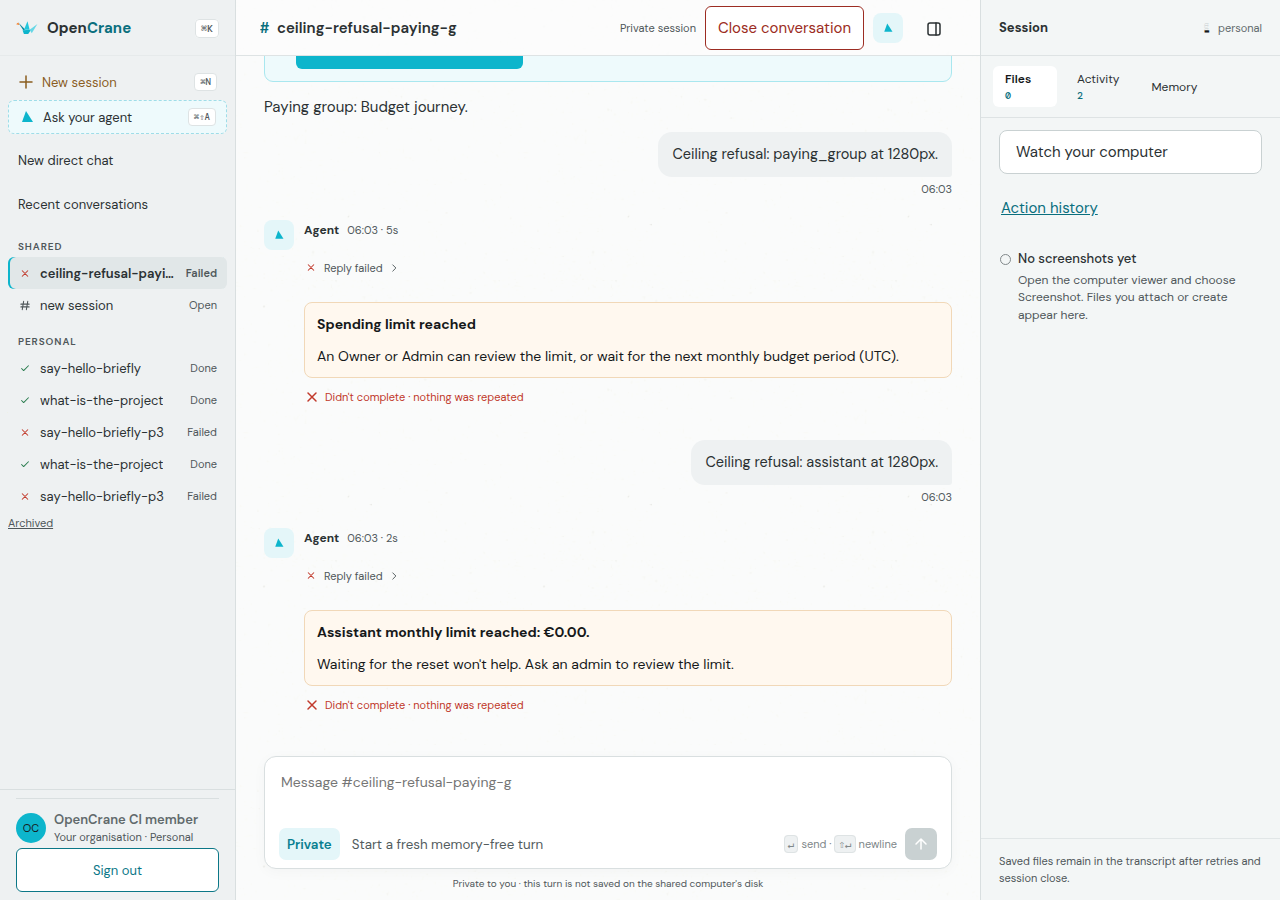 OpenCrane
⌘K
New session
⌘N
Ask your agent
⌘⇧A
New direct chat
Recent conversations
SHARED
ceiling-refusal-payi... Failed
# new session Open
PERSONAL
say-hello-briefly Done
what-is-the-project Done
say-hello-briefly-p3 Failed
what-is-the-project Done
say-hello-briefly-p3 Failed
Archived
OC
OpenCrane CI member
Your organisation · Personal
Sign out
# ceiling-refusal-paying-g
Private session
Close conversation
Paying group: Budget journey.
Ceiling refusal: paying_group at 1280px.
06:03
Agent 06:03 · 5s
Reply failed
Spending limit reached
An Owner or Admin can review the limit, or wait for the next monthly budget period (UTC).
Didn't complete · nothing was repeated
Ceiling refusal: assistant at 1280px.
06:03
Agent 06:03 · 2s
Reply failed
Assistant monthly limit reached: €0.00.
Waiting for the reset won't help. Ask an admin to review the limit.
Didn't complete · nothing was repeated
Message #ceiling-refusal-paying-g
Private
Start a fresh memory-free turn
↵ send · ⇧↵ newline
Private to you · this turn is not saved on the shared computer's disk
Session
personal
Files
0
Activity
2
Memory
Watch your computer
Action history
No screenshots yet
Open the computer viewer and choose
Screenshot. Files you attach or create
appear here.
Saved files remain in the transcript after retries and
session close.